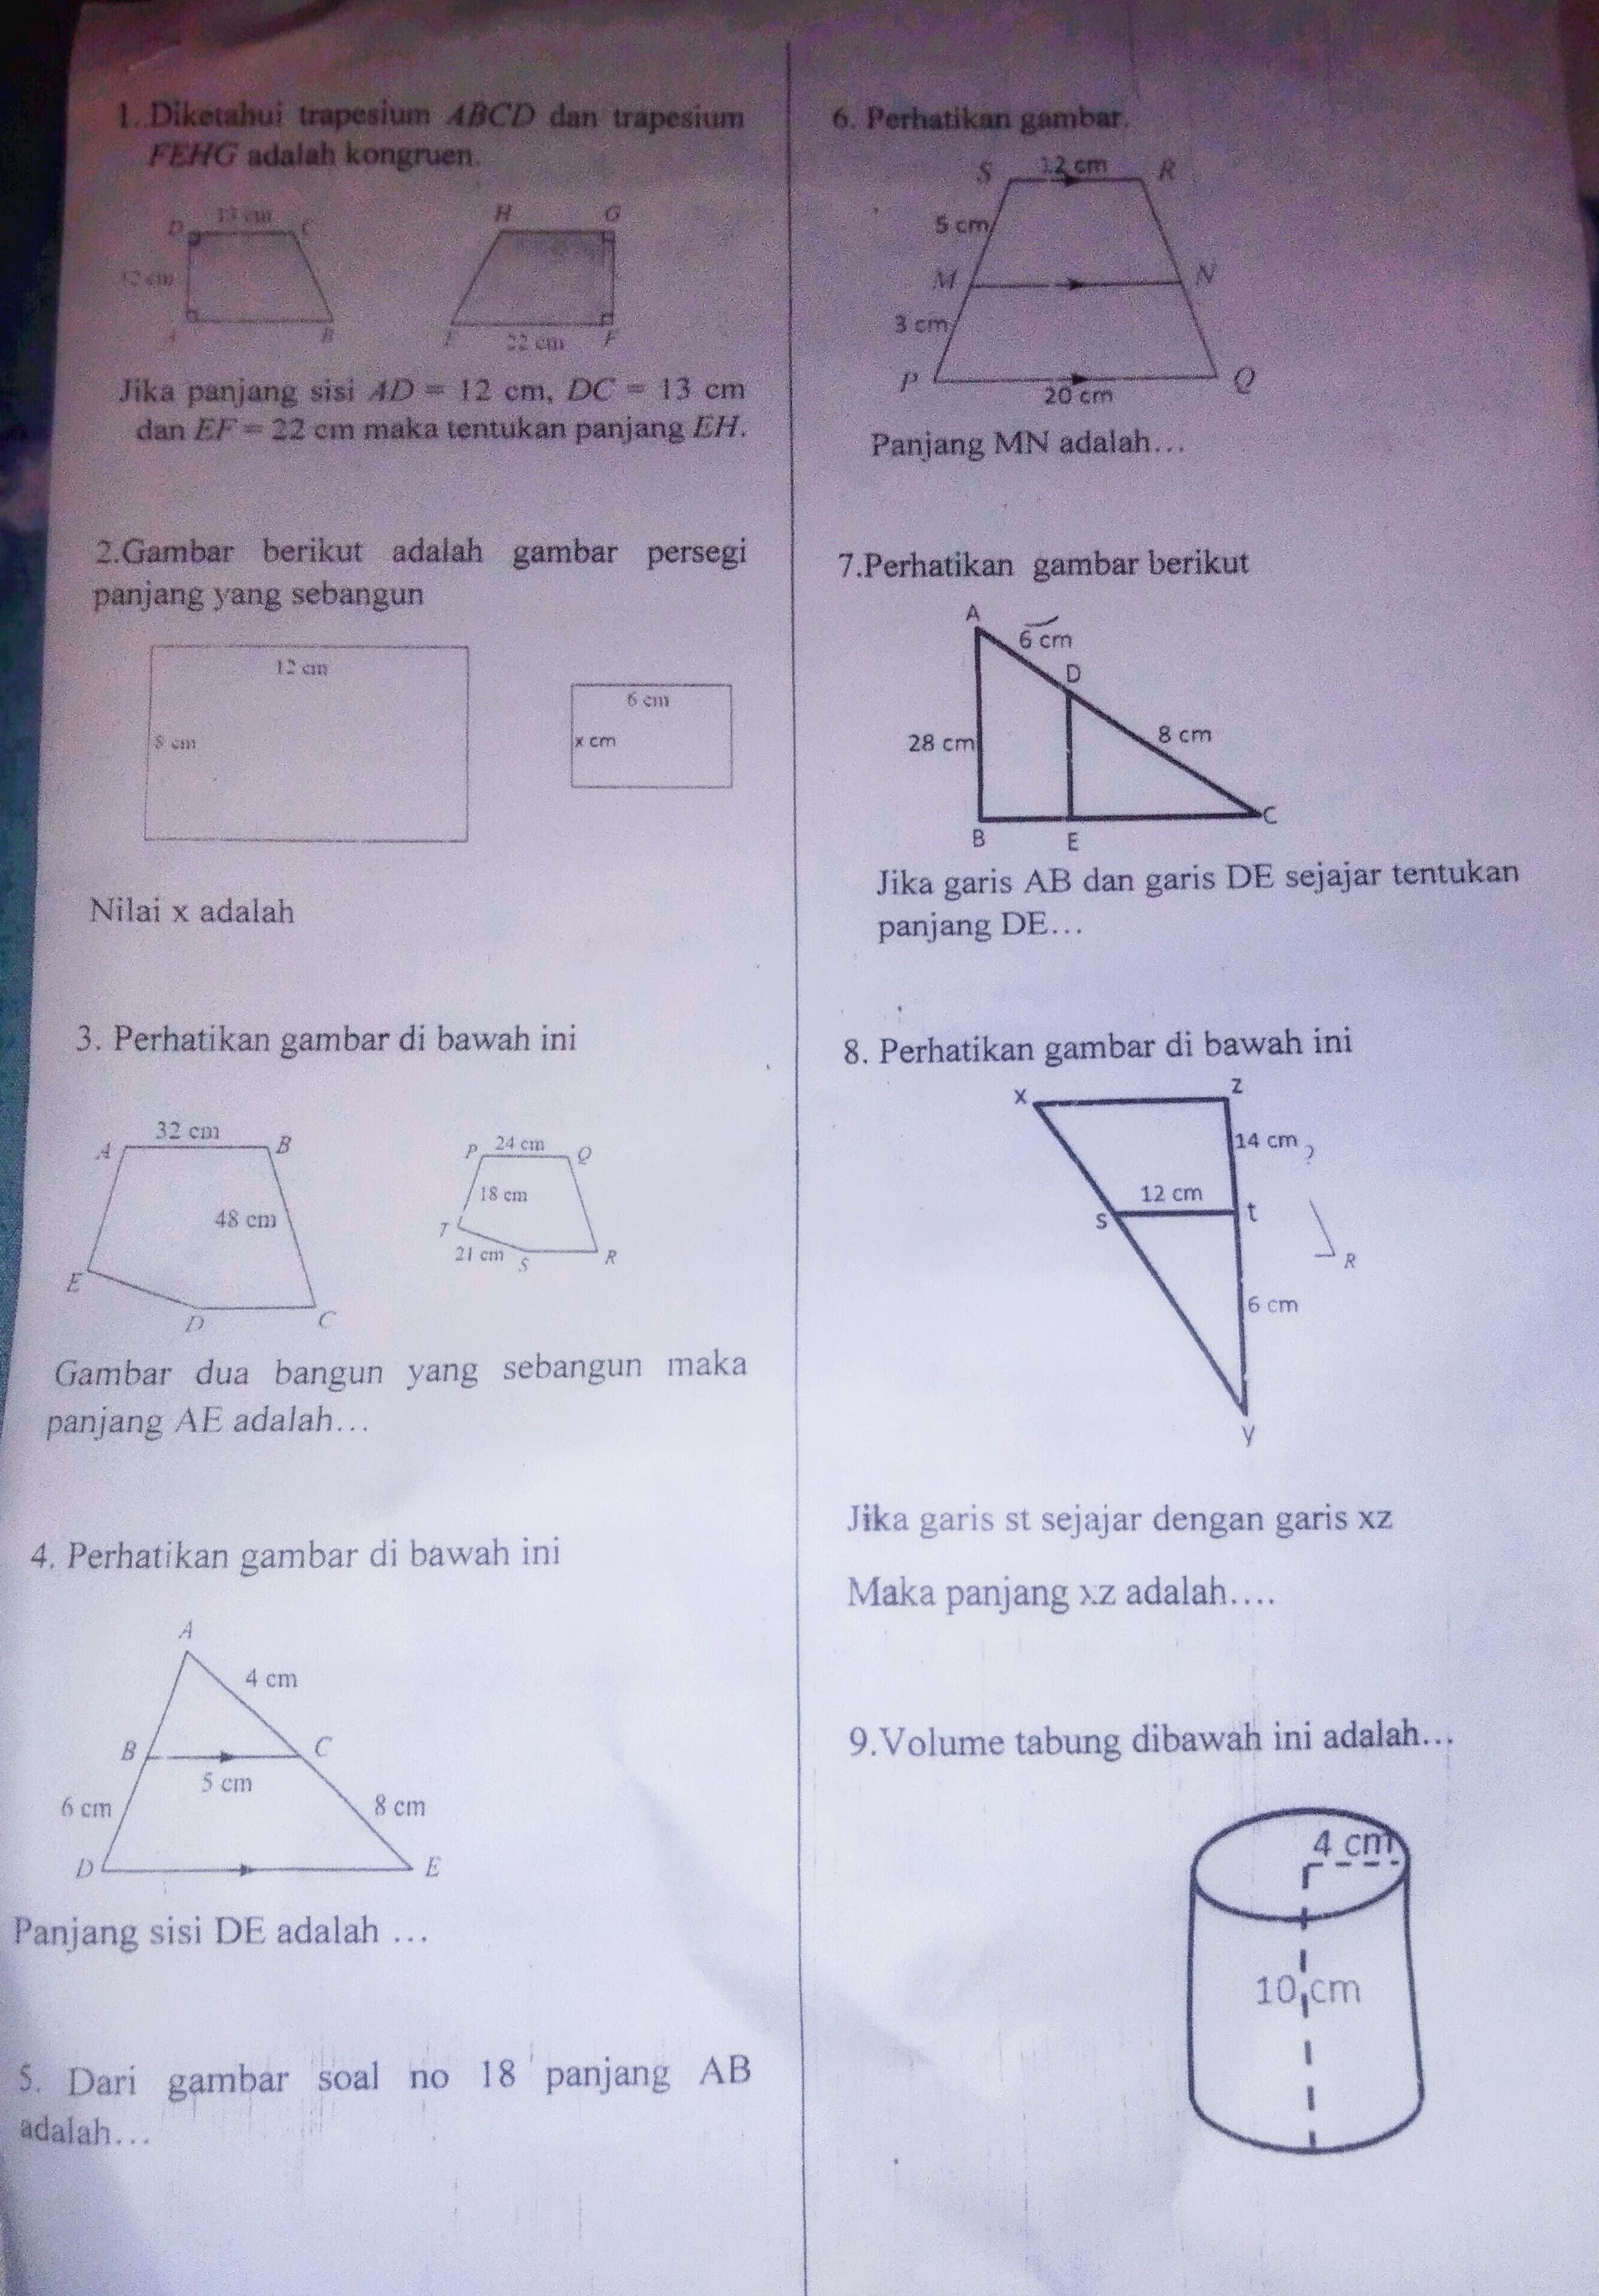 1. Diketahui trapesium ABCD dan trapesium
FEHG adalah kongruen.
D 13 cm C
12 cm
A B
H G
E 22 cm F
Jika panjang sisi AD = 12 cm, DC = 13 cm
dan EF = 22 cm maka tentukan panjang EH.
2.Gambar berikut adalah gambar persegi
panjang yang sebangun
12 cm
8 cm
6 cm
x cm
Nilai x adalah
3. Perhatikan gambar di bawah ini
A 32 cm B
48 cm
E
D C
P 24 cm Q
18 cm
T
21 cm S R
Gambar dua bangun yang sebangun maka
panjang AE adalah...
4. Perhatikan gambar di bawah ini
A
4 cm
B C
5 cm
6 cm 8 cm
D E
Panjang sisi DE adalah ...
5. Dari gambar soal no 18 panjang AB
adalah...
6. Perhatikan gambar.
S 12 cm R
5 cm
M N
3 cm
P Q
20 cm
Panjang MN adalah...
7.Perhatikan gambar berikut
A
6 cm
D
28 cm 8 cm
C
B E
Jika garis AB dan garis DE sejajar tentukan
panjang DE...
8. Perhatikan gambar di bawah ini
x z
14 cm
12 cm
s t
R
6 cm
y
Jika garis st sejajar dengan garis xz
Maka panjang xz adalah....
9.Volume tabung dibawah ini adalah...
4 cm
10 cm